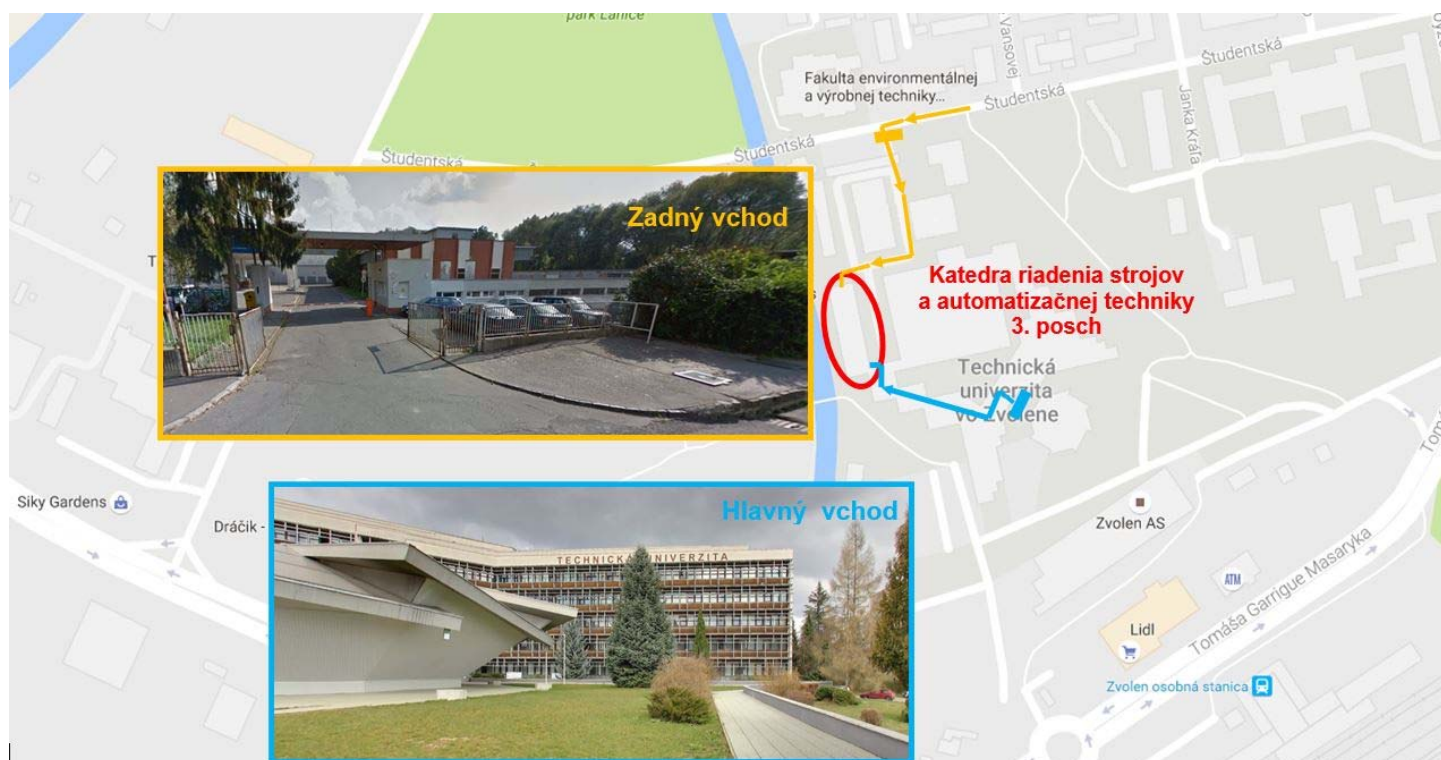 park Lanice
Vansovej
Študentská
Fakulta environmentálnej
a výrobnej techniky...
Študentská
Janka Kráľa
Študentská
Študentská
Zadný vchod
T
Katedra riadenia strojov
a automatizačnej techniky
3. posch
s
Technická
univerzita
vo Zvolene
Siky Gardens
Dráčik -
Hlavný vchod
TECHNICKÁ UNIVERZITA
Zvolen AS
ATM
Tomáša Garrigue Masaryka
Lidl
Zvolen osobná stanica